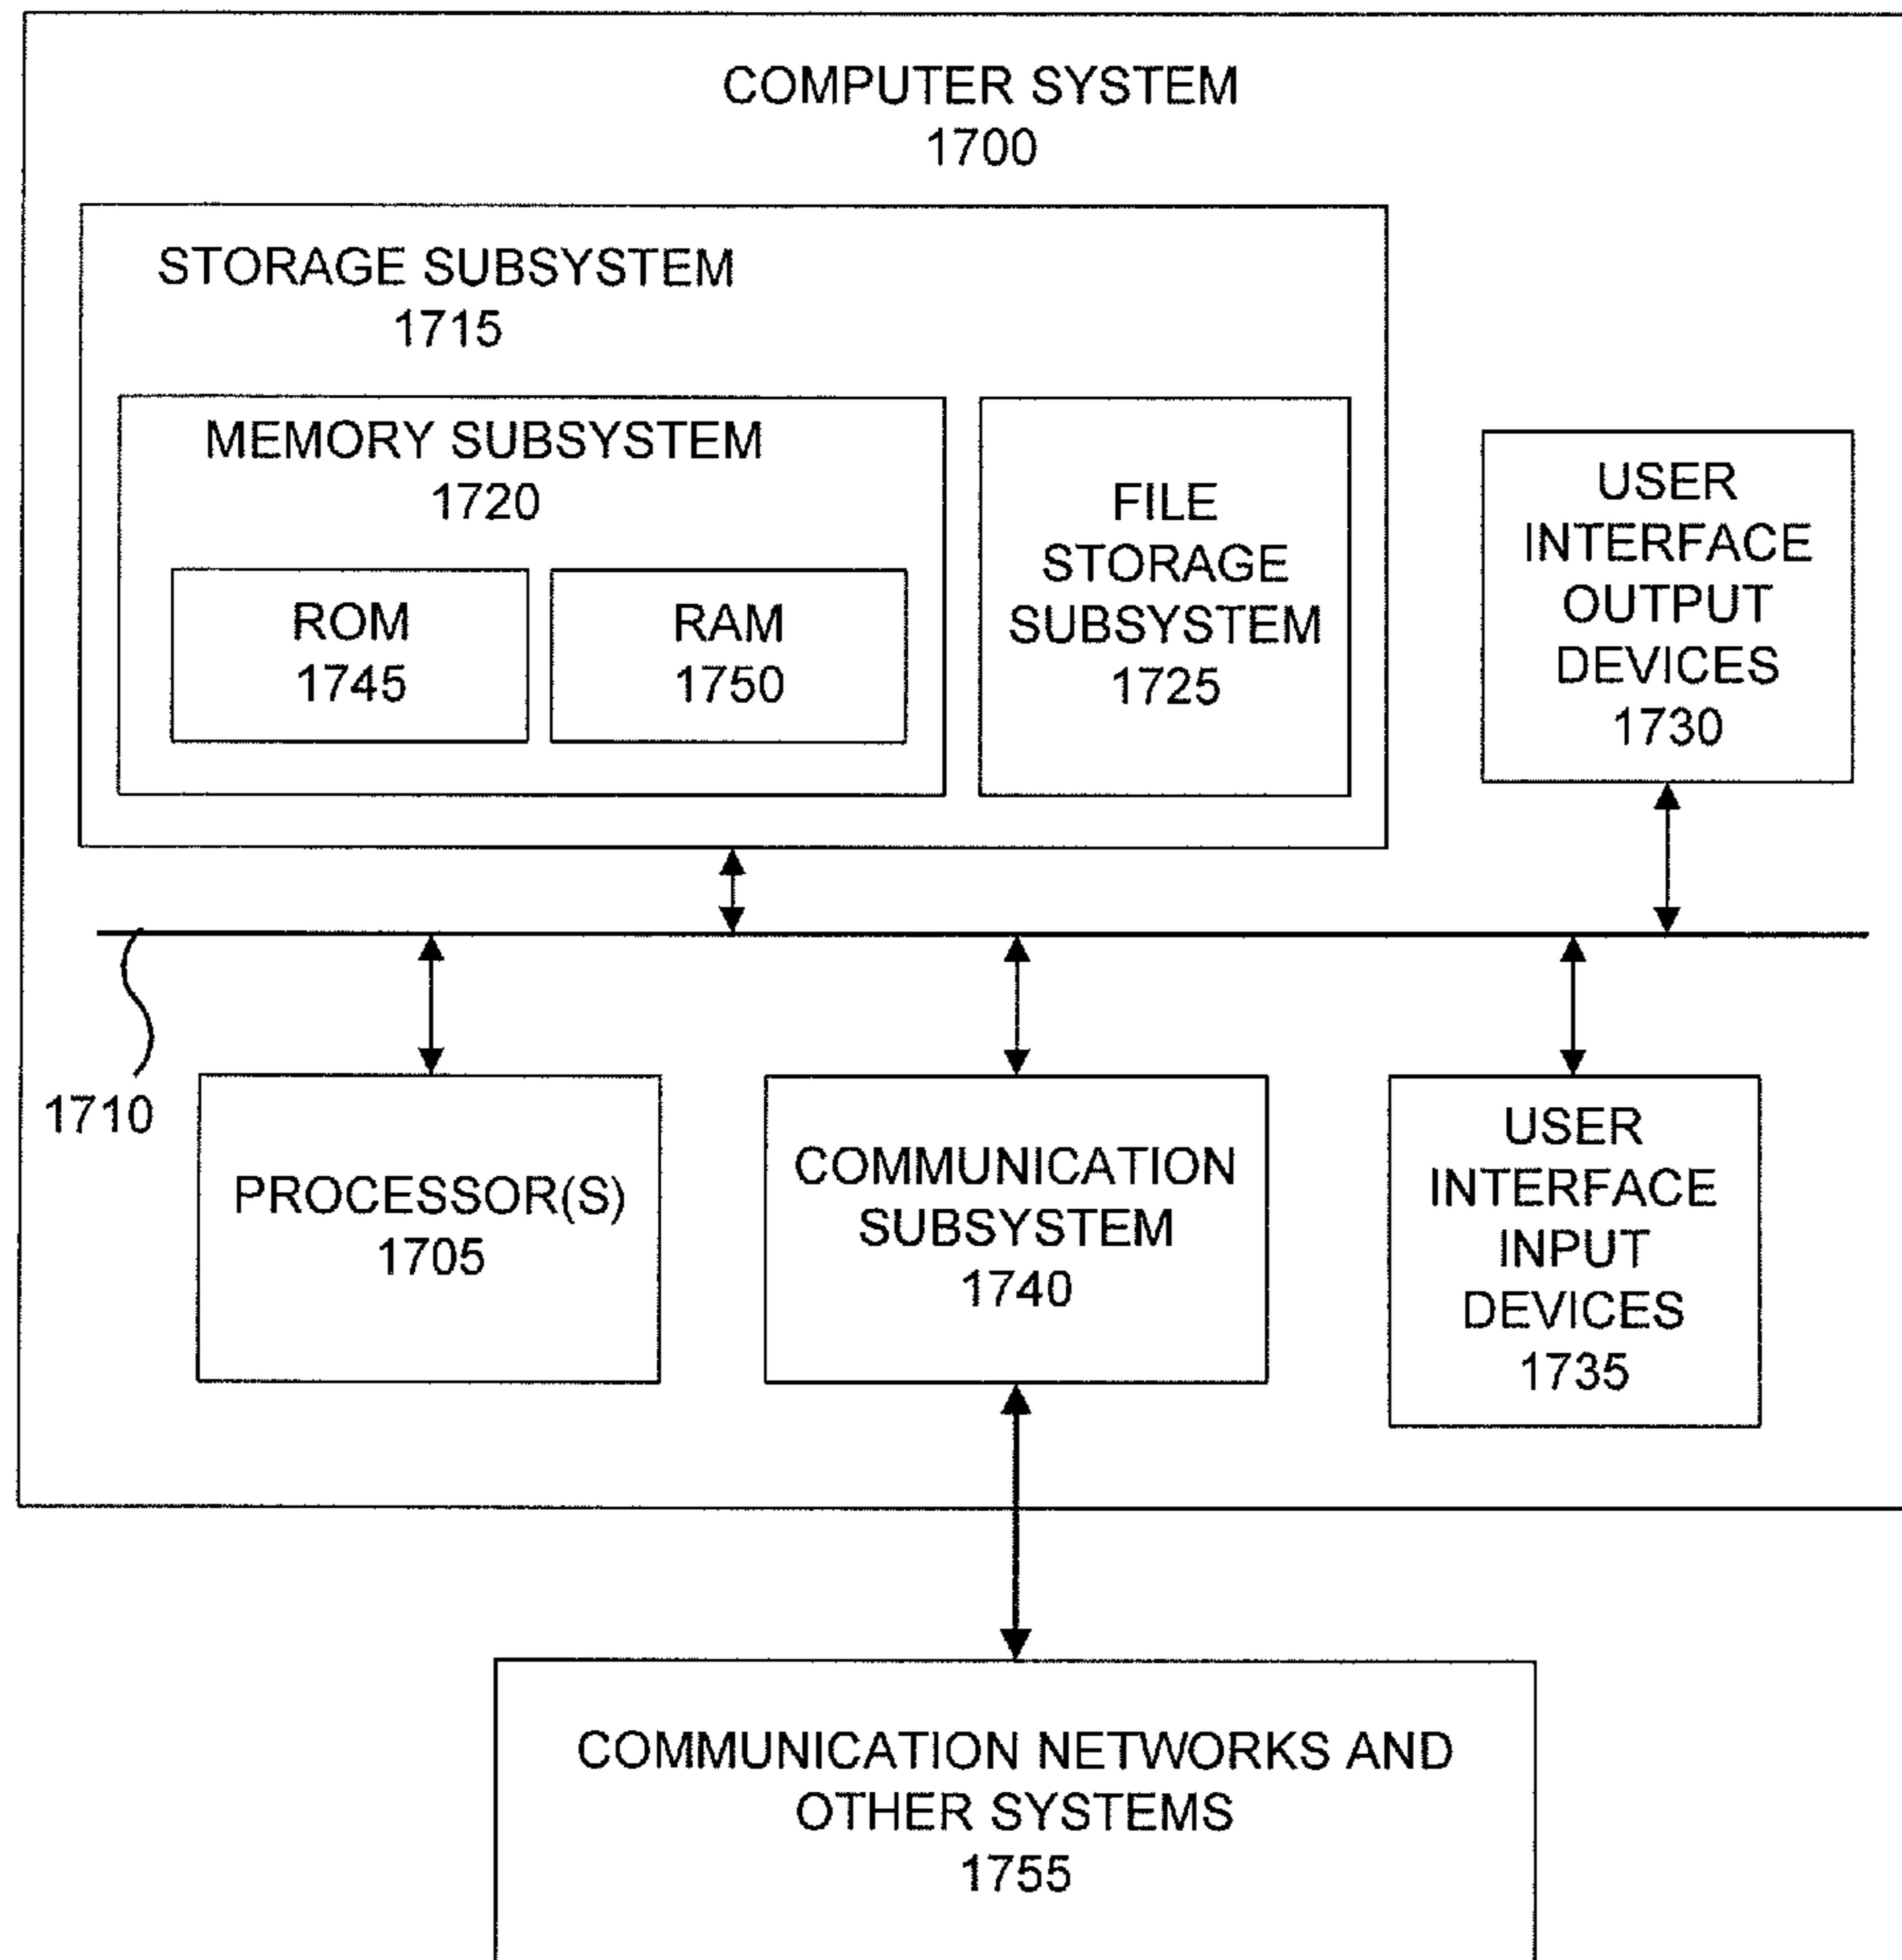 COMPUTER SYSTEM
1700
STORAGE SUBSYSTEM
1715
MEMORY SUBSYSTEM
1720
ROM
1745
RAM
1750
FILE
STORAGE
SUBSYSTEM
1725
USER
INTERFACE
OUTPUT
DEVICES
1730
1710
PROCESSOR(S)
1705
COMMUNICATION
SUBSYSTEM
1740
USER
INTERFACE
INPUT
DEVICES
1735
COMMUNICATION NETWORKS AND
OTHER SYSTEMS
1755